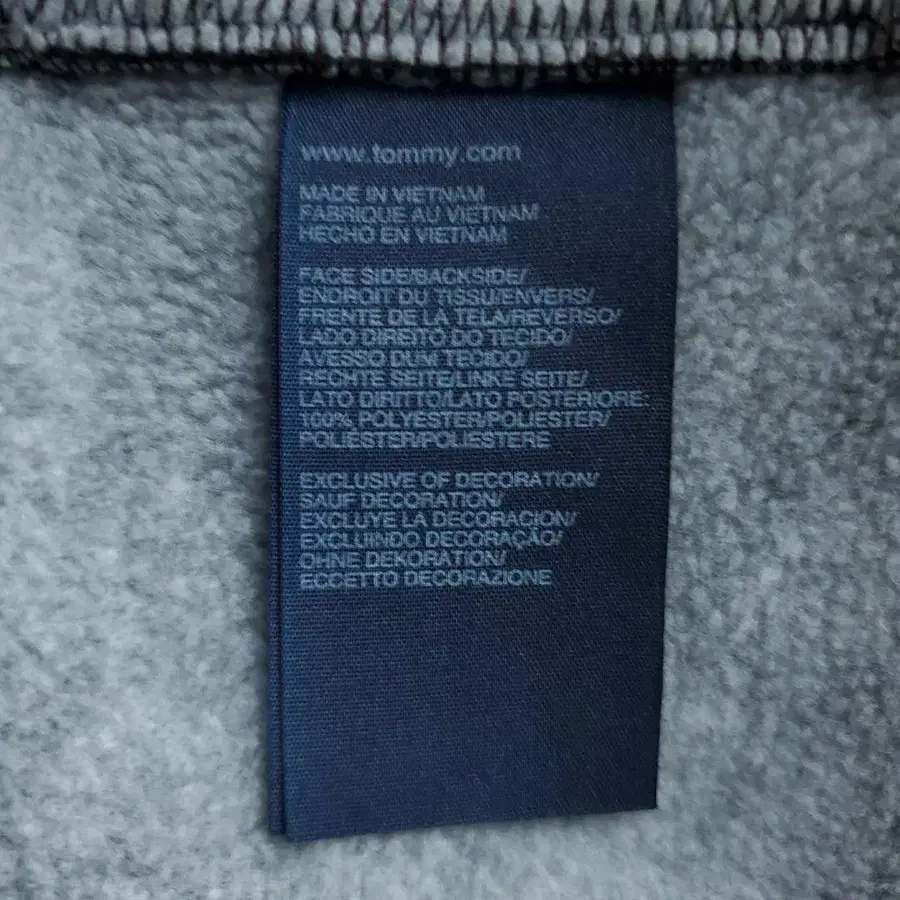 www.tommy.com
MADE IN VIETNAM
FABRIQUE AU VIETNAM
HECHO EN VIETNAM
FACE SIDE/BACKSIDE/
ENDROIT DU TISSU/ENVERS/
FRENTE DE LA TELA/REVERSO/
LADO DIREITO DO TECIDO/
AVESSO DUM TECIDO/
RECHTE SEITE/LINKE SEITE/
LATO DIRITTO/LATO POSTERIORE:
100% POLYESTER/POLIESTER/
POLIÉSTER/POLIESTERE
EXCLUSIVE OF DECORATION/
SAUF DECORATION/
EXCLUYE LA DECORACION/
EXCLUINDO DECORAÇÃO/
OHNE DEKORATION/
ECCETTO DECORAZIONE